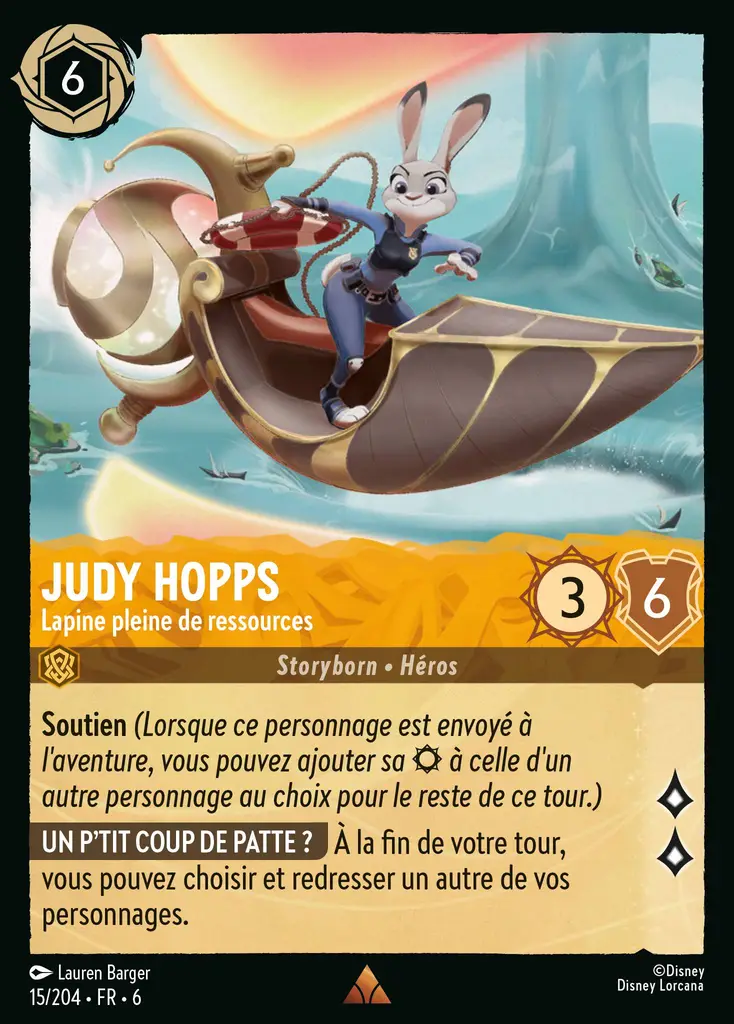 6
JUDY HOPPS
Lapine pleine de ressources
3
6
Storyborn • Héros
Soutien (Lorsque ce personnage est envoyé à
l'aventure, vous pouvez ajouter sa à celle d'un
autre personnage au choix pour le reste de ce tour.)
UN P'TIT COUP DE PATTE ? À la fin de votre tour,
vous pouvez choisir et redresser un autre de vos
personnages.
Lauren Barger
15/204 • FR • 6
©Disney
Disney Lorcana